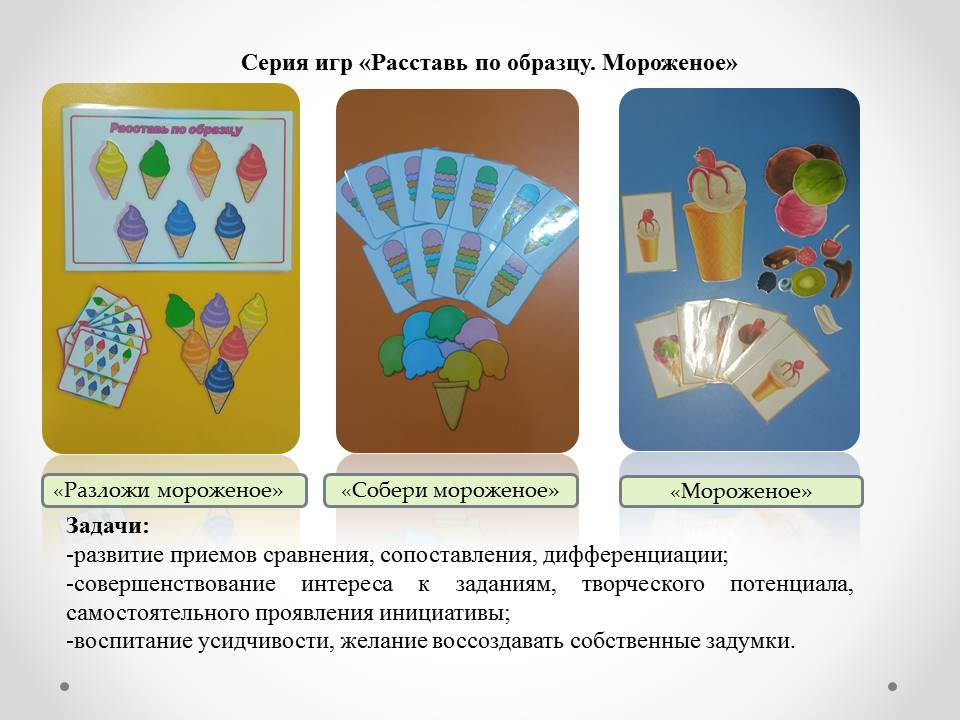 Серия игр «Расставь по образцу. Мороженое»
Расставь по образцу
«Разложи мороженое»
«Собери мороженое»
«Мороженое»
Задачи:
-развитие приемов сравнения, сопоставления, дифференциации;
-совершенствование интереса к заданиям, творческого потенциала,
самостоятельного проявления инициативы;
-воспитание усидчивости, желание воссоздавать собственные задумки.